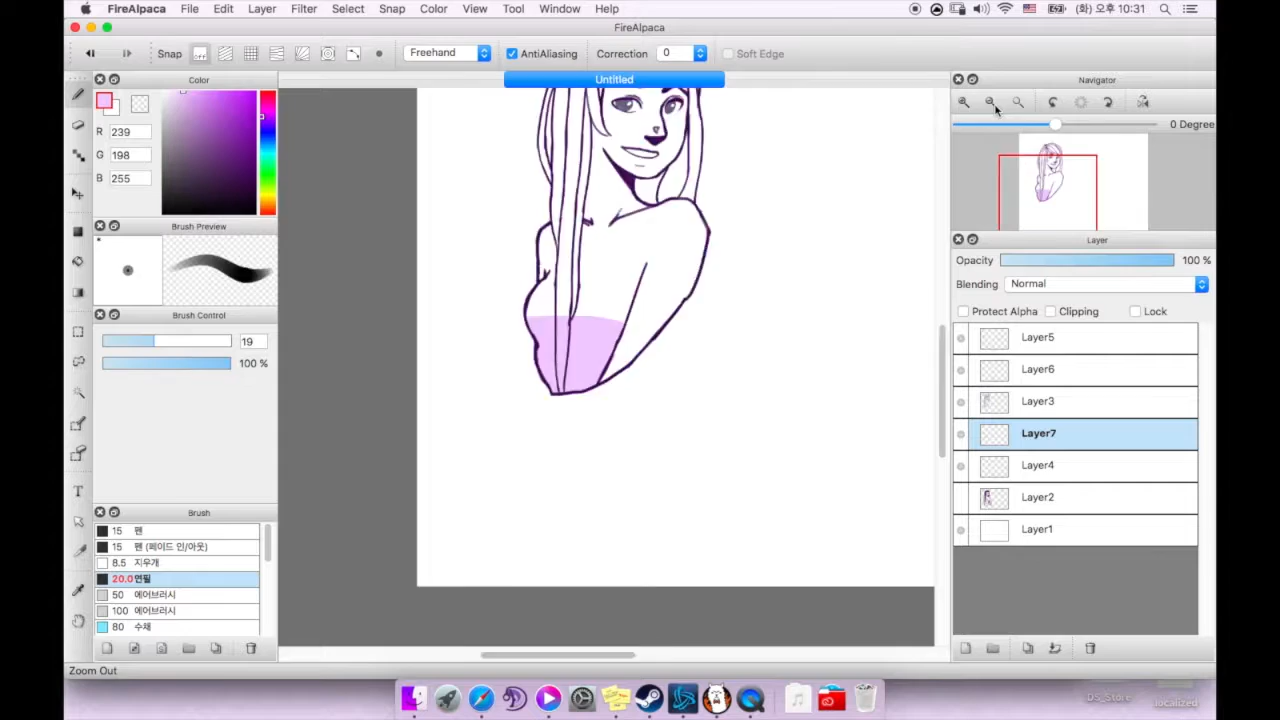 FireAlpaca File Edit Layer Filter Select Snap Color View Tool Window Help (화) 오후 10:31
FireAlpaca
Snap off Freehand AntiAliasing Correction 0 Soft Edge
Untitled
Color
R 239
G 198
B 255
Brush Preview
Brush Control
19
100 %
Brush
15 펜
15 펜 (페이드 인/아웃)
8.5 지우개
20.0 연필
50 에어브러시
100 에어브러시
80 수채
T
Zoom Out
Navigator
0 Degree
Layer
Opacity 100 %
Blending Normal
Protect Alpha Clipping Lock
Layer5
Layer6
Layer3
Layer7
Layer4
Layer2
Layer1
DS_Store
.localized